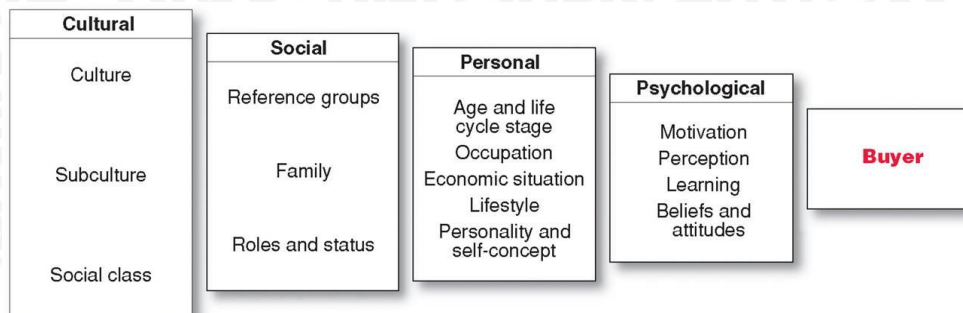 Cultural
Culture
Subculture
Social class
Social
Reference groups
Family
Roles and status
Personal
Age and life
cycle stage
Occupation
Economic situation
Lifestyle
Personality and
self-concept
Psychological
Motivation
Perception
Learning
Beliefs and
attitudes
Buyer